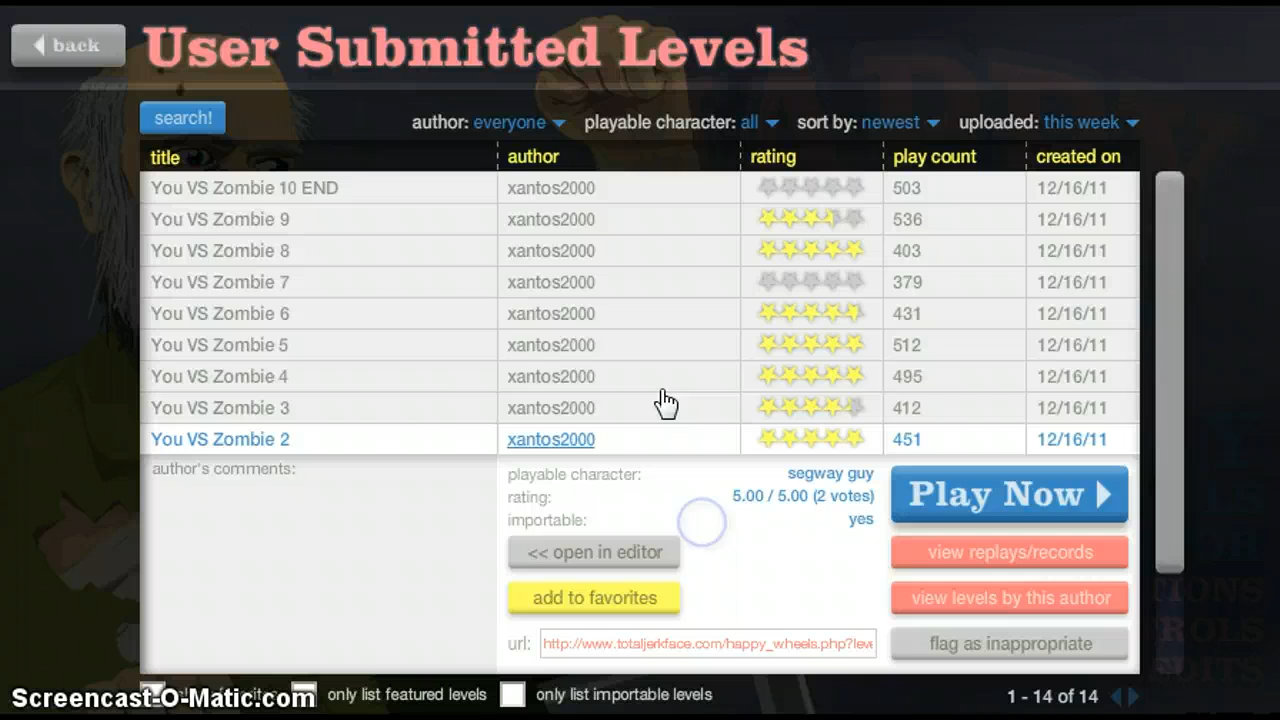 back
User Submitted Levels
search!
author: everyone playable character: all sort by: newest uploaded: this week
title author rating play count created on
You VS Zombie 10 END xantos2000 503 12/16/11
You VS Zombie 9 xantos2000 536 12/16/11
You VS Zombie 8 xantos2000 403 12/16/11
You VS Zombie 7 xantos2000 379 12/16/11
You VS Zombie 6 xantos2000 431 12/16/11
You VS Zombie 5 xantos2000 512 12/16/11
You VS Zombie 4 xantos2000 495 12/16/11
You VS Zombie 3 xantos2000 412 12/16/11
You VS Zombie 2 xantos2000 451 12/16/11
author's comments:
playable character: segway guy
rating: 5.00 / 5.00 (2 votes)
importable: yes
Play Now
<< open in editor
view replays/records
add to favorites
view levels by this author
url: http://www.totaljerkface.com/happy_wheels.php?leve
flag as inappropriate
only list featured levels only list importable levels 1 - 14 of 14
Screencast-O-Matic.com